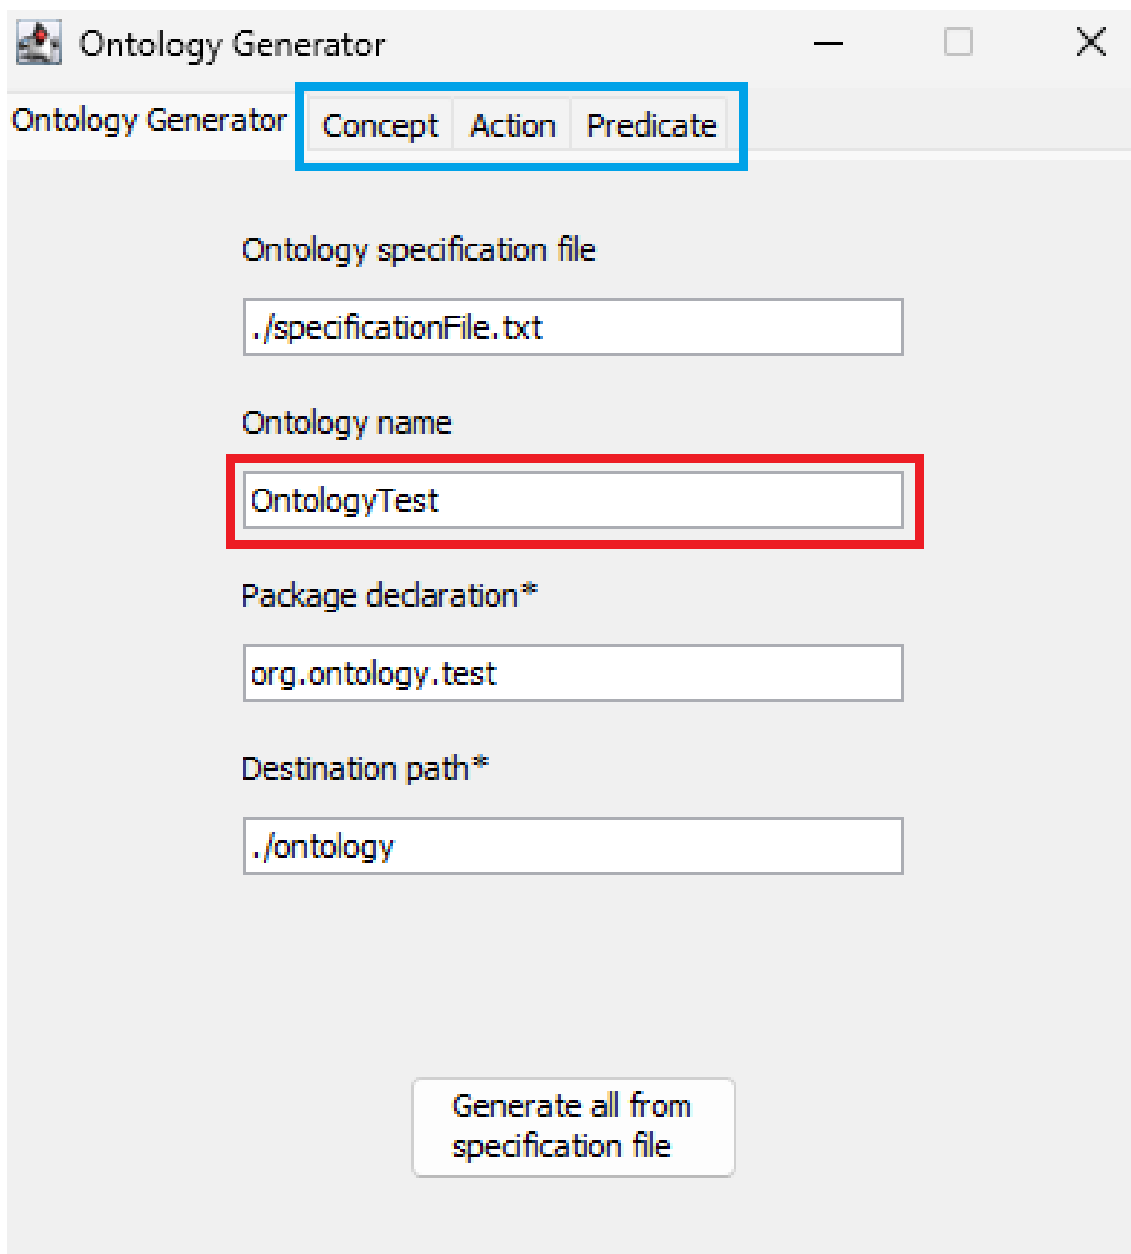 Ontology Generator
Ontology Generator Concept Action Predicate
Ontology specification file
./specificationFile.txt
Ontology name
OntologyTest
Package declaration*
org.ontology.test
Destination path*
./ontology
Generate all from
specification file